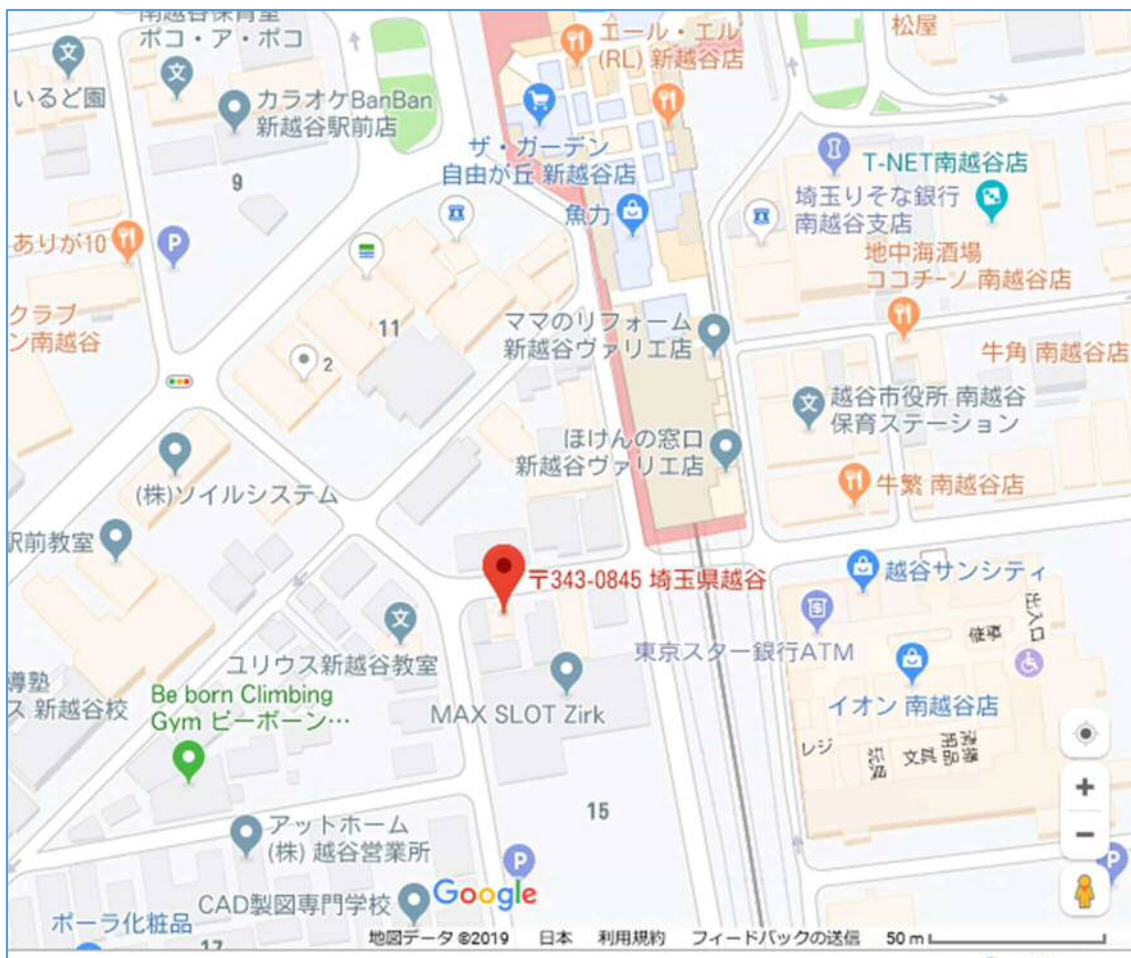 南越谷保育室
ポコ・ア・ポコ
エール・エル
(RL) 新越谷店
松屋
いるど園
カラオケBanBan
新越谷駅前店
ザ・ガーデン
自由が丘 新越谷店
T-NET南越谷店
9
埼玉りそな銀行
南越谷支店
魚力
ありが10
P
地中海酒場
ココチーノ 南越谷店
クラブ
ン南越谷
11
ママのリフォーム
新越谷ヴァリエ店
2
牛角 南越谷店
越谷市役所 南越谷
保育ステーション
ほけんの窓口
新越谷ヴァリエ店
(株)ソイルシステム
牛繁 南越谷店
駅前教室
〒343-0845 埼玉県越谷
越谷サンシティ
出入口
催事
東京スター銀行ATM
ユリウス新越谷教室
導塾
ス 新越谷校
Be born Climbing
Gym ビーボーン…
MAX SLOT Zirk
イオン 南越谷店
レジ
文具
15
アットホーム
(株) 越谷営業所
P
P
Google
CAD製図専門学校
ポーラ化粧品
17
地図データ ©2019 日本 利用規約 フィードバックの送信 50 m